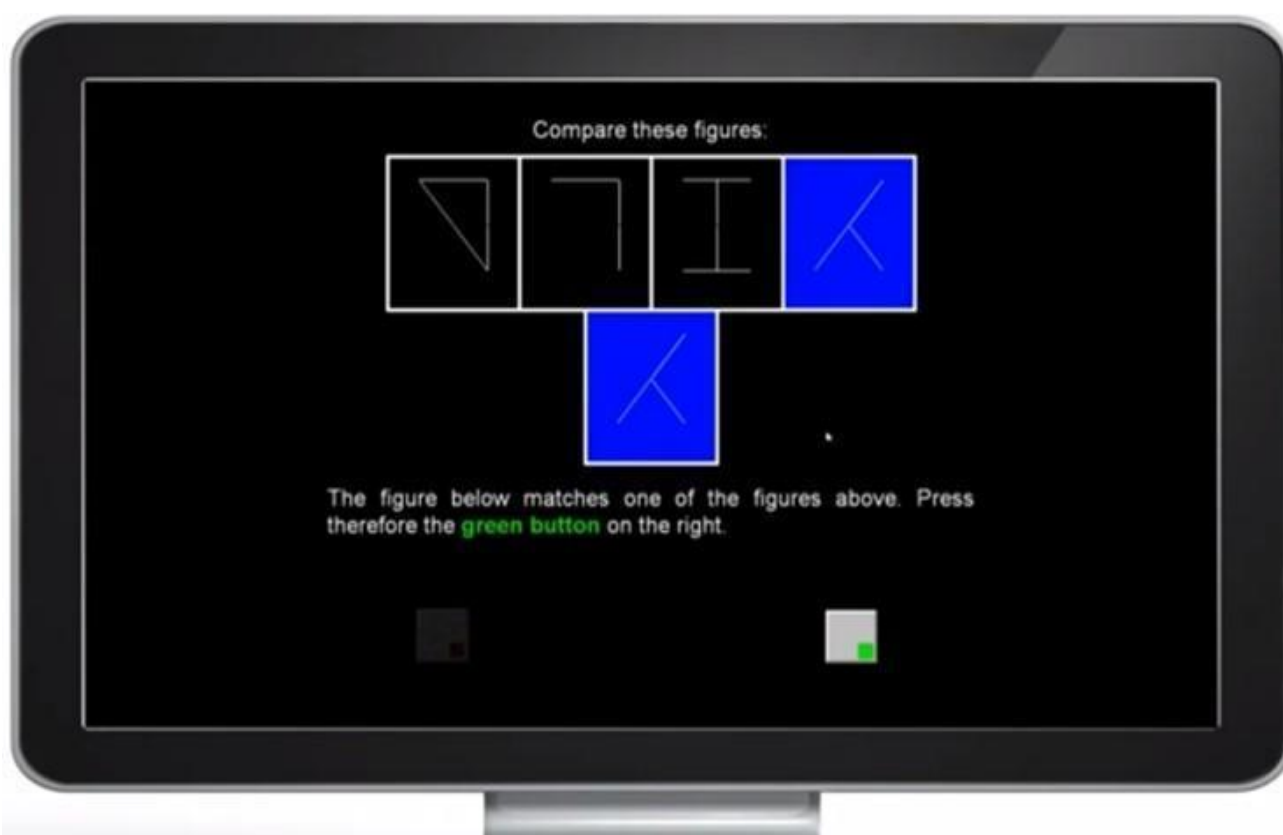 Compare these figures:
The figure below matches one of the figures above. Press
therefore the green button on the right.